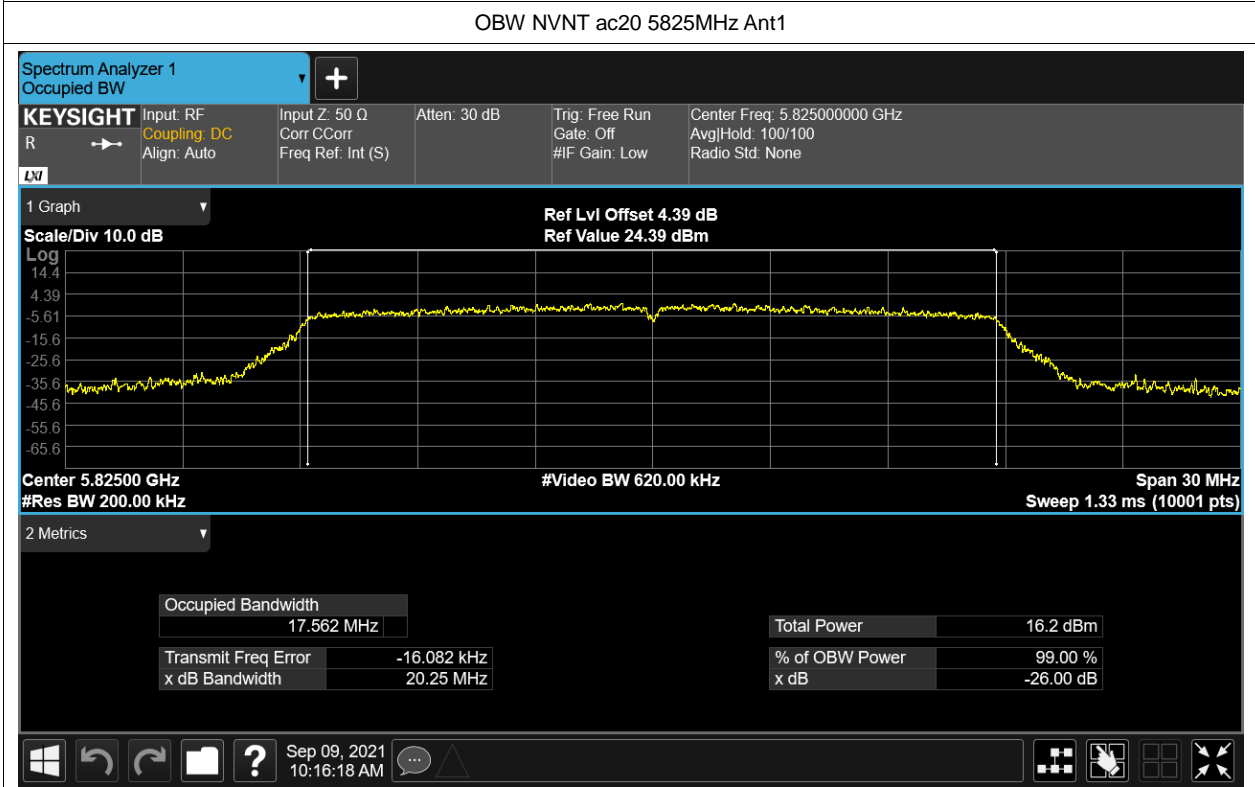 OBW NVNT ac20 5825MHz Ant1
Spectrum Analyzer 1
Occupied BW
KEYSIGHT
R
LXI
Input: RF
Coupling: DC
Align: Auto
Input Z: 50 Ω
Corr CCorr
Freq Ref: Int (S)
Atten: 30 dB
Trig: Free Run
Gate: Off
#IF Gain: Low
Center Freq: 5.825000000 GHz
Avg|Hold: 100/100
Radio Std: None
1 Graph
Scale/Div 10.0 dB
Ref Lvl Offset 4.39 dB
Ref Value 24.39 dBm
Log
14.4
4.39
-5.61
-15.6
-25.6
-35.6
-45.6
-55.6
-65.6
Center 5.82500 GHz
#Res BW 200.00 kHz
#Video BW 620.00 kHz
Span 30 MHz
Sweep 1.33 ms (10001 pts)
2 Metrics
Occupied Bandwidth
17.562 MHz
Transmit Freq Error -16.082 kHz
x dB Bandwidth 20.25 MHz
Total Power 16.2 dBm
% of OBW Power 99.00 %
x dB -26.00 dB
?
Sep 09, 2021
10:16:18 AM